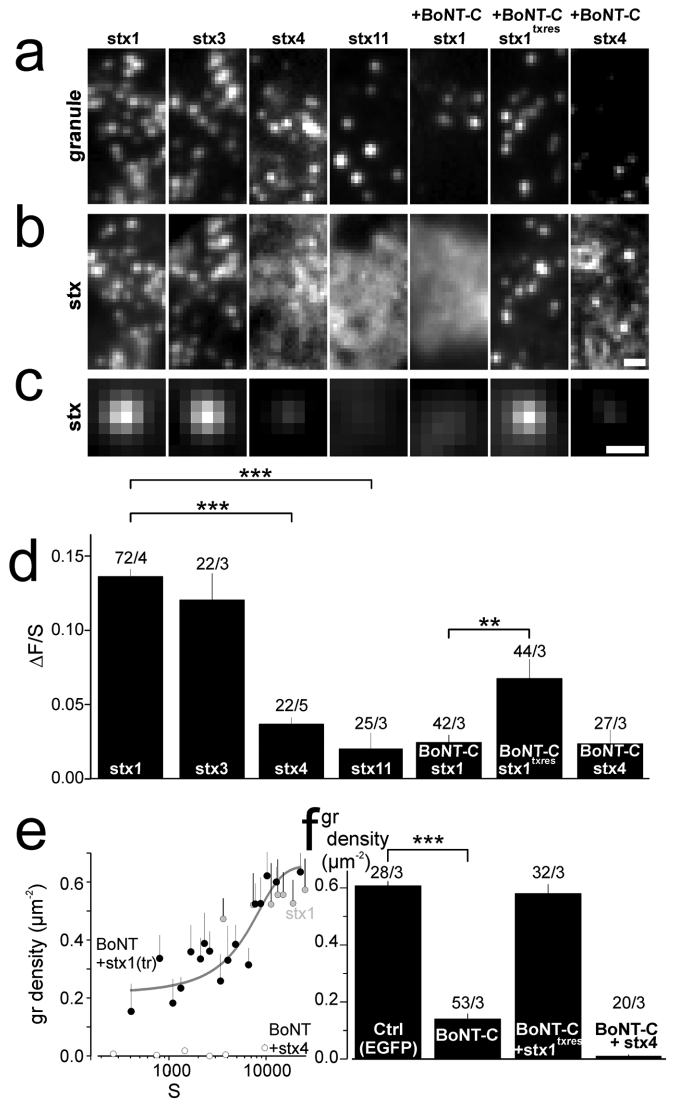 +BoNT-C +BoNT-C +BoNT-C
stx1 stx3 stx4 stx11 stx1 stx1txres stx4
a
granule
b
stx
c
stx
***
***
d
0.15
0.10
0.05
0.00
ΔF/S
72/4
22/3
22/5
25/3
42/3
**
44/3
27/3
stx1
stx3
stx4
stx11
BoNT-C
stx1
BoNT-C
stx1txres
BoNT-C
stx4
e
gr density (µm-2)
0.6
0.4
0.2
0.0
BoNT
+stx1(tr)
stx1
BoNT
+stx4
1000 10000
S
f
gr
density
(µm-2)
0.6
0.4
0.2
0.0
***
28/3
53/3
32/3
20/3
Ctrl
(EGFP)
BoNT-C
BoNT-C
+stx1txres
BoNT-C
+ stx4